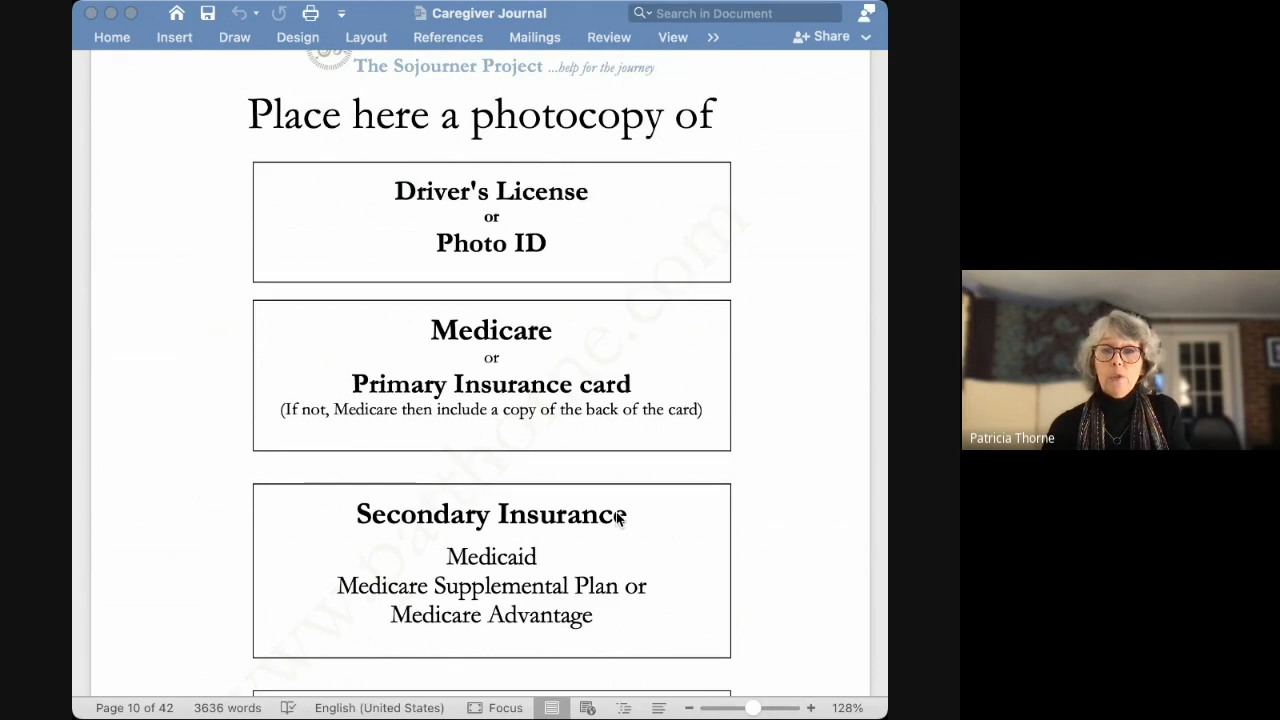 Caregiver Journal
Search in Document
Home Insert Draw Design Layout References Mailings Review View >> Share
The Sojourner Project ...help for the journey
Place here a photocopy of
Driver's License
or
Photo ID
Medicare
or
Primary Insurance card
(If not, Medicare then include a copy of the back of the card)
Secondary Insurance
Medicaid
Medicare Supplemental Plan or
Medicare Advantage
Patricia Thorne
Page 10 of 42 3636 words English (United States) Focus 128%